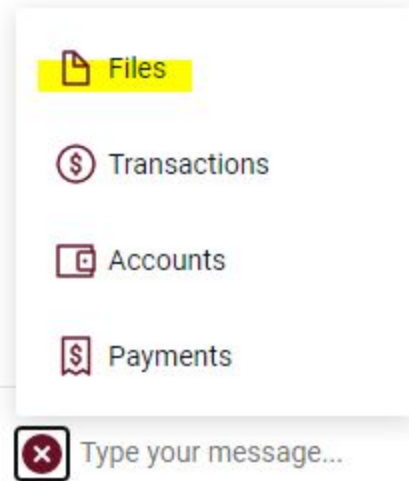 Files
Transactions
Accounts
Payments
Type your message...